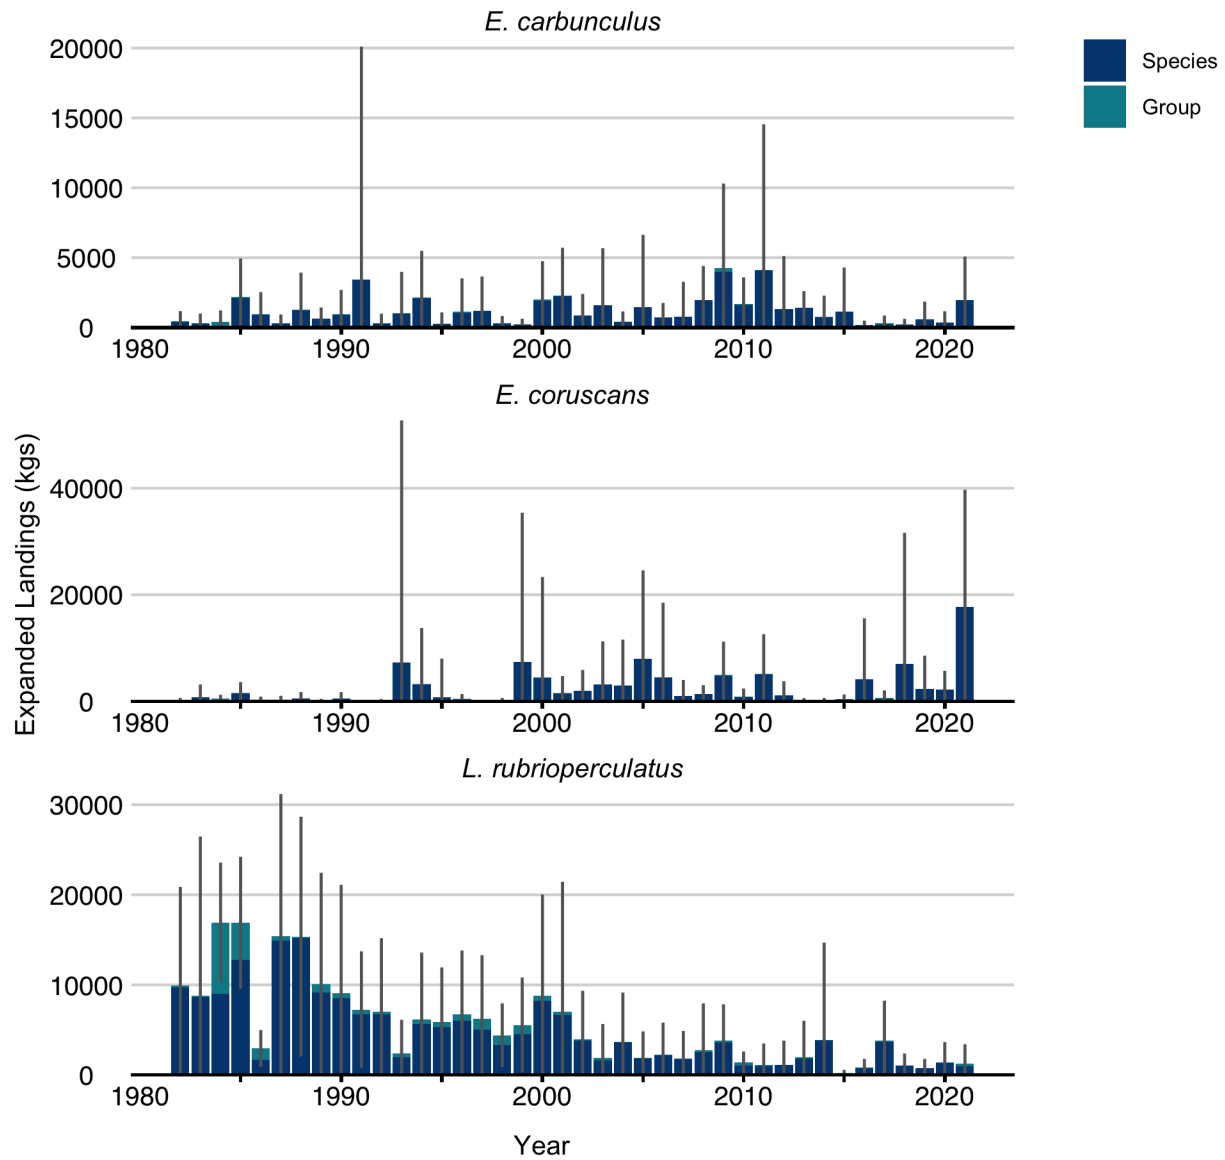 E. carbunculus
20000
15000
10000
5000
0
1980 1990 2000 2010 2020
Species
Group
E. coruscans
40000
20000
0
1980 1990 2000 2010 2020
Expanded Landings (kgs)
L. rubrioperculatus
30000
20000
10000
0
1980 1990 2000 2010 2020
Year